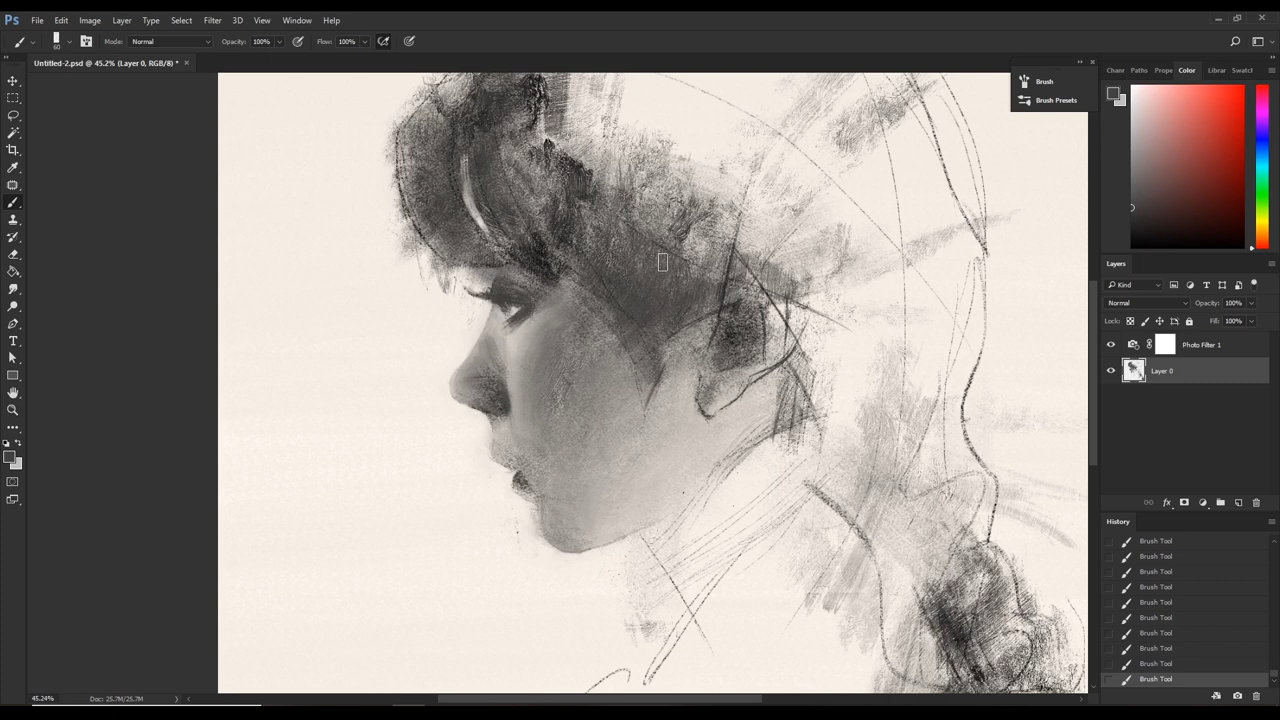 Ps File Edit Image Layer Type Select Filter 3D View Window Help
60 Mode: Normal Opacity: 100% Flow: 100%
Untitled-2.psd @ 45.2% (Layer 0, RGB/8) * ×
Brush
Brush Presets
Chanr Paths Prope Color Librar Swatch
Layers
Kind
Normal Opacity: 100%
Lock: Fill: 100%
Photo Filter 1
Layer 0
History
Brush Tool
Brush Tool
Brush Tool
Brush Tool
Brush Tool
Brush Tool
Brush Tool
Brush Tool
Brush Tool
Brush Tool
45.24% Doc: 25.7M/25.7M